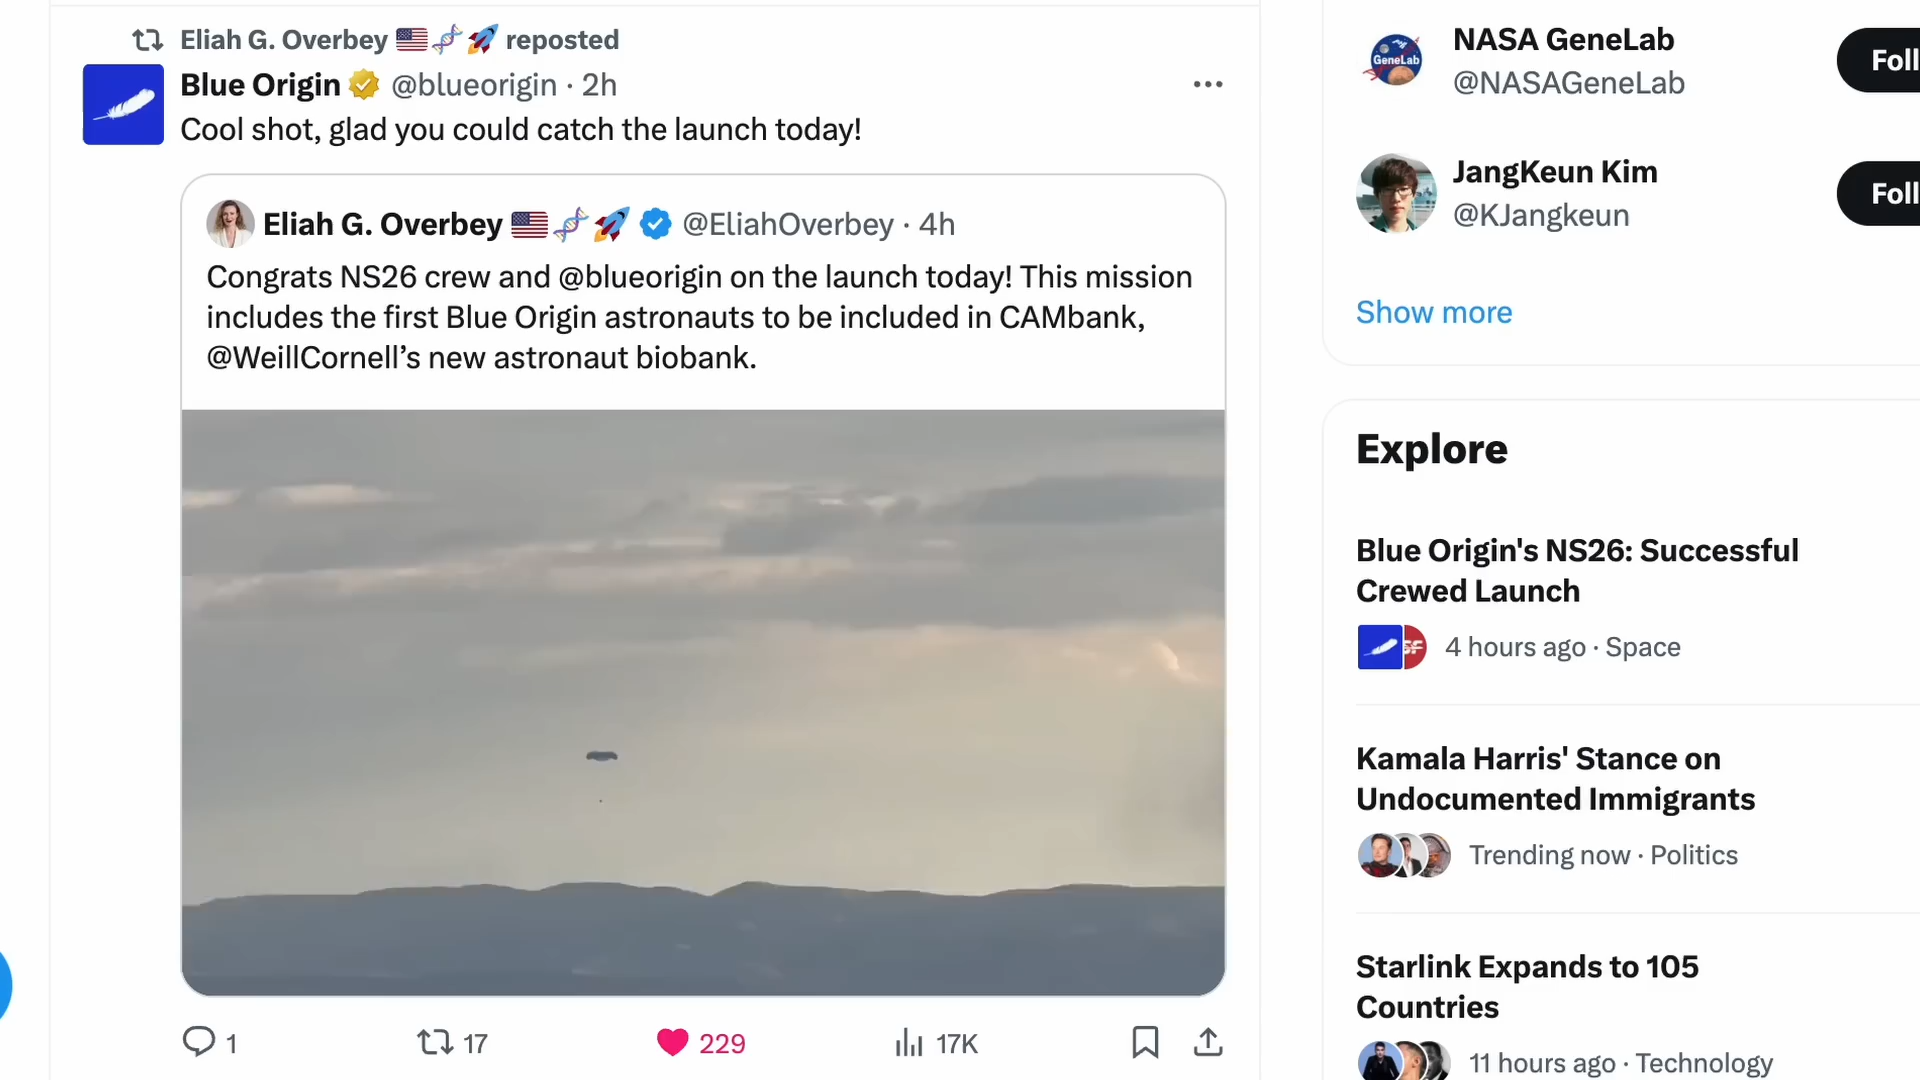 Eliah G. Overbey 🇺🇸🧬🚀 reposted
Blue Origin @blueorigin · 2h
Cool shot, glad you could catch the launch today!
Eliah G. Overbey 🇺🇸🧬🚀 @EliahOverbey · 4h
Congrats NS26 crew and @blueorigin on the launch today! This mission
includes the first Blue Origin astronauts to be included in CAMbank,
@WeillCornell’s new astronaut biobank.
1
17
229
17K
GeneLab
NASA GeneLab
@NASAGeneLab
Foll
JangKeun Kim
@KJangkeun
Foll
Show more
Explore
Blue Origin's NS26: Successful
Crewed Launch
4 hours ago · Space
Kamala Harris' Stance on
Undocumented Immigrants
Trending now · Politics
Starlink Expands to 105
Countries
11 hours ago · Technology